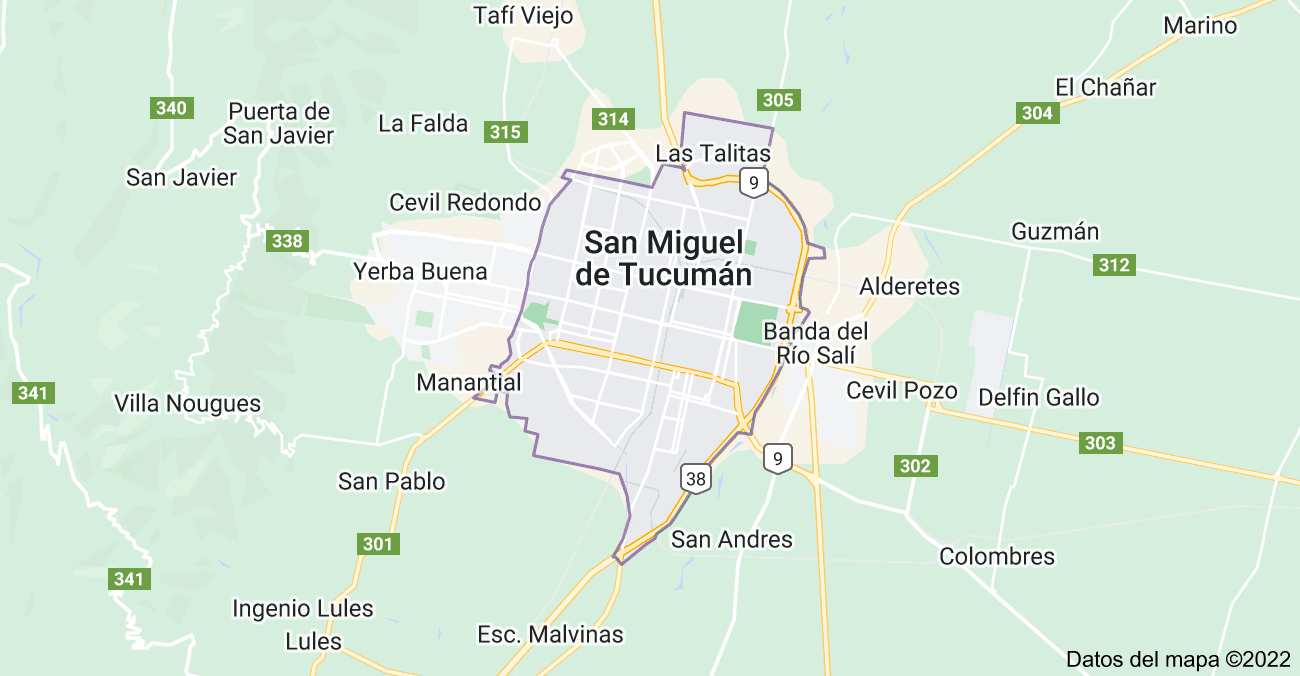 Tafí Viejo
Marino
El Chañar
340
305
304
Puerta de
San Javier
La Falda
314
315
Las Talitas
San Javier
9
Cevil Redondo
Guzmán
338
San Miguel
de Tucumán
312
Yerba Buena
Alderetes
Banda del
Río Salí
341
Manantial
Cevil Pozo
Delfin Gallo
Villa Nougues
303
9
302
38
San Pablo
301
San Andres
Colombres
341
Ingenio Lules
Lules
Esc. Malvinas
Datos del mapa ©2022